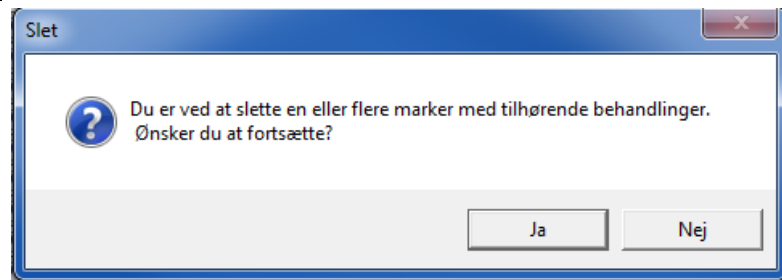 Slet
Du er ved at slette en eller flere marker med tilhørende behandlinger.
Ønsker du at fortsætte?
Ja
Nej